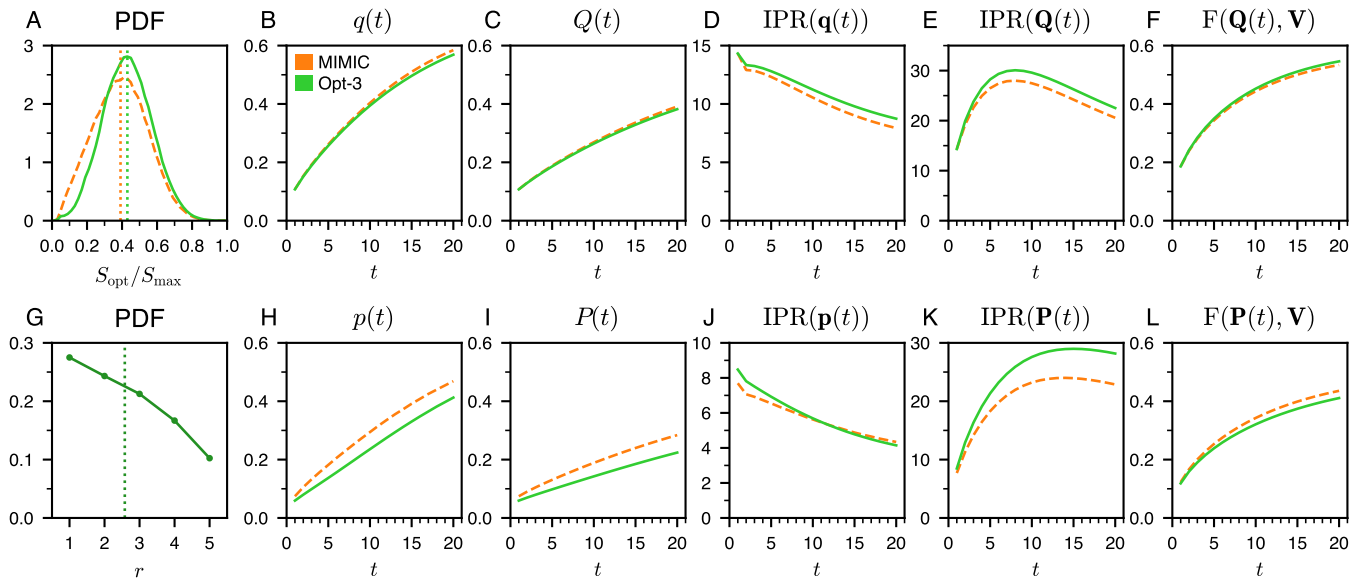 A PDF B q(t) C Q(t) D IPR(q(t)) E IPR(Q(t)) F F(Q(t), V)
3 0.6 0.6 15 0.6
MIMIC
Opt-3
30
2 0.4 0.4 10 0.4
20
1 0.2 0.2 5 0.2
10
0 0.0 0.0 0 0 0.0
0.0 0.2 0.4 0.6 0.8 1.0 0 5 10 15 20 0 5 10 15 20 0 5 10 15 20 0 5 10 15 20 0 5 10 15 20
S_opt/S_max t t t t t
G PDF H p(t) I P(t) J IPR(p(t)) K IPR(P(t)) L F(P(t), V)
0.3 0.6 0.6 10 30 0.6
8
0.2 0.4 0.4 6 20 0.4
4
0.1 0.2 0.2 10 0.2
2
0.0 0.0 0.0 0 0 0.0
1 2 3 4 5 0 5 10 15 20 0 5 10 15 20 0 5 10 15 20 0 5 10 15 20 0 5 10 15 20
r t t t t t